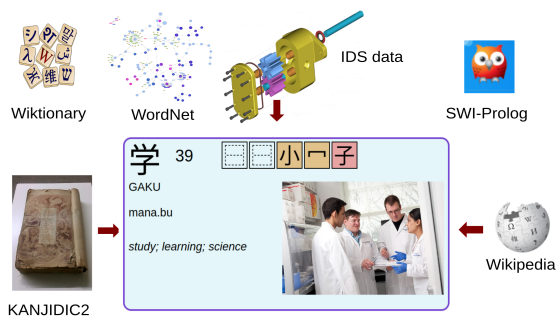 IDS data
Wiktionary
WordNet
SWI-Prolog
学 39 小 冖 子
GAKU
mana.bu
study; learning; science
Wikipedia
KANJIDIC2